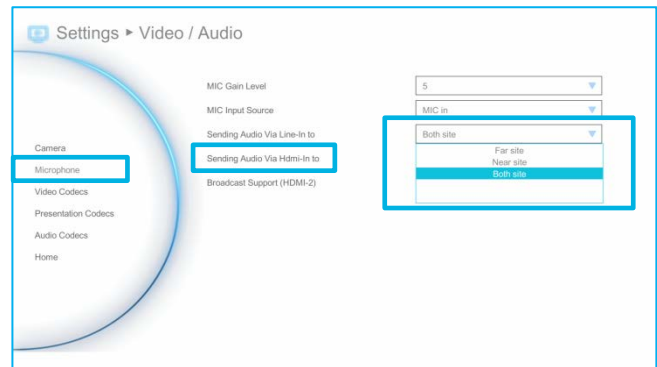 Settings ▸ Video / Audio
MIC Gain Level
5
MIC Input Source
MIC in
Sending Audio Via Line-In to
Both site
Far site
Near site
Both site
Sending Audio Via Hdmi-In to
Broadcast Support (HDMI-2)
Camera
Microphone
Video Codecs
Presentation Codecs
Audio Codecs
Home